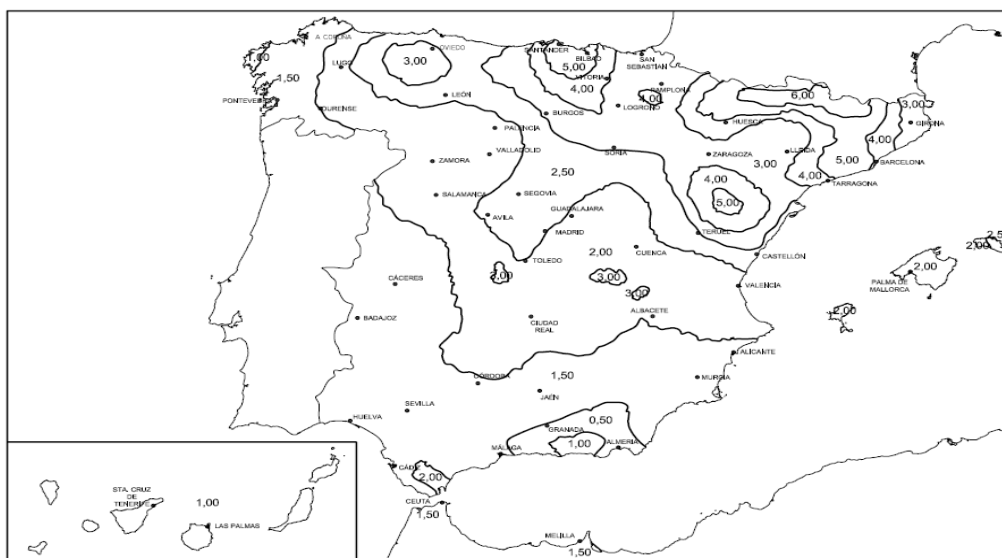 A CORUÑA
1,00
LUGO
1,50
PONTEVEDRA
OURENSE
OVIEDO
3,00
LEÓN
SANTANDER
BILBAO
5,00
VITORIA
4,00
SAN
SEBASTIÁN
PAMPLONA
4,00
LOGROÑO
BURGOS
6,00
HUESCA
3,00
GIRONA
4,00
BARCELONA
5,00
LLEIDA
4,00
TARRAGONA
3,00
ZARAGOZA
4,00
5,00
TERUEL
PALENCIA
VALLADOLID
ZAMORA
SORIA
2,50
SALAMANCA
SEGOVIA
AVILA
GUADALAJARA
MADRID
2,00
CUENCA
TOLEDO
3,00
3,00
3,00
CASTELLÓN
VALENCIA
2,00
2,00
PALMA DE
MALLORCA
2,00
CÁCERES
BADAJOZ
CIUDAD
REAL
ALBACETE
ALICANTE
1,50
MURCIA
CÓRDOBA
JAÉN
SEVILLA
HUELVA
0,50
GRANADA
1,00
MÁLAGA
ALMERIA
CÁDIZ
2,00
CEUTA
1,50
MELILLA
1,50
STA. CRUZ
DE
TENERIFE
1,00
LAS PALMAS